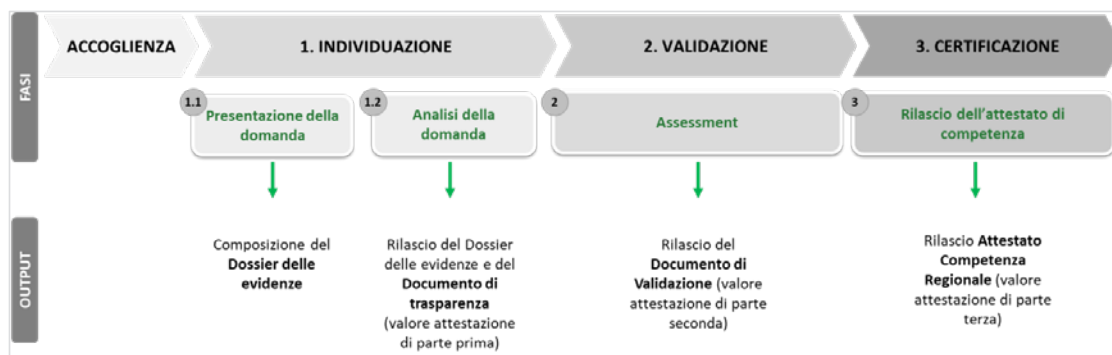 FASI
ACCOGLIENZA
1. INDIVIDUAZIONE
2. VALIDAZIONE
3. CERTIFICAZIONE
1.1
Presentazione della
domanda
1.2
Analisi della
domanda
2
Assessment
3
Rilascio dell'attestato di
competenza
OUTPUT
Composizione del
Dossier delle
evidenze
Rilascio del Dossier
delle evidenze e del
Documento di
trasparenza
(valore attestazione
di parte prima)
Rilascio del
Documento di
Validazione (valore
attestazione di parte
seconda)
Rilascio Attestato
Competenza
Regionale (valore
attestazione di parte
terza)